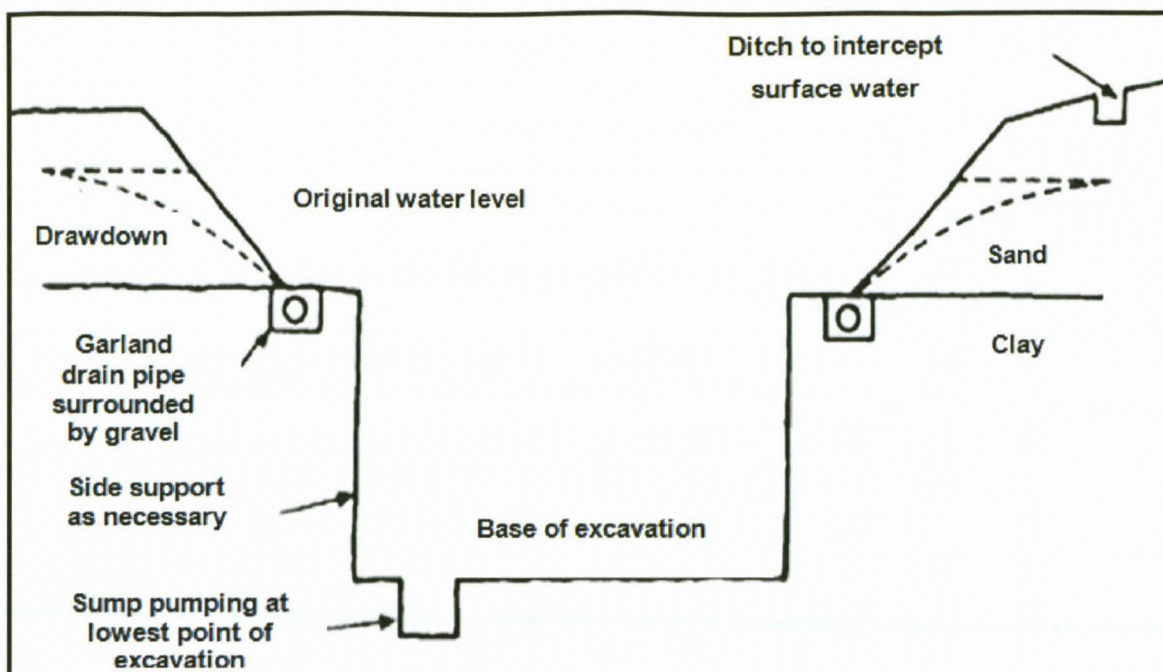 Ditch to intercept
surface water
Original water level
Drawdown
Sand
Garland
drain pipe
surrounded
by gravel
Clay
Side support
as necessary
Base of excavation
Sump pumping at
lowest point of
excavation